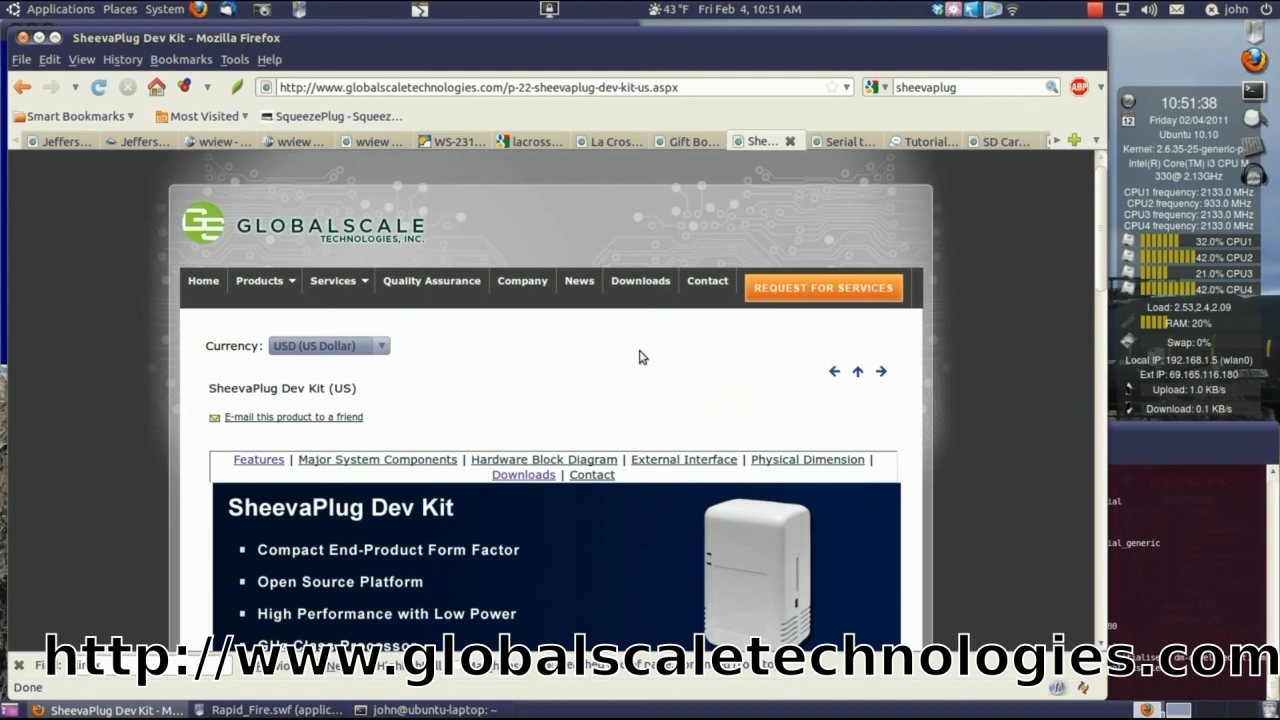 Applications Places System 43 °F Fri Feb 4, 10:51 AM john
SheevaPlug Dev Kit - Mozilla Firefox
File Edit View History Bookmarks Tools Help
http://www.globalscaletechnologies.com/p-22-sheevaplug-dev-kit-us.aspx sheevaplug ABP
Smart Bookmarks Most Visited SqueezePlug - Squeez...
Jeffers... Jeffers... wview -... wview ... wview ... WS-231... lacross... La Cros... Gift Bo... She... Serial t... Tutorial... SD Car...
GLOBALSCALE
TECHNOLOGIES, INC.
Home Products Services Quality Assurance Company News Downloads Contact REQUEST FOR SERVICES
Currency: USD (US Dollar)
SheevaPlug Dev Kit (US)
E-mail this product to a friend
Features | Major System Components | Hardware Block Diagram | External Interface | Physical Dimension |
Downloads | Contact
SheevaPlug Dev Kit
Compact End-Product Form Factor
Open Source Platform
High Performance with Low Power
http://www.globalscaletechnologies.com
Done
10:51:38
12 Friday 02/04/2011
Ubuntu 10.10
Kernel: 2.6.35-25-generic-p
Intel(R) Core(TM) i3 CPU M
330@ 2.13GHz
CPU1 frequency: 2133.0 MHz
CPU2 frequency: 933.0 MHz
CPU3 frequency: 2133.0 MHz
CPU4 frequency: 2133.0 MHz
32.0% CPU1
42.0% CPU2
21.0% CPU3
42.0% CPU4
Load: 2.53,2.4,2.09
RAM: 20%
Swap: 0%
Local IP: 192.168.1.5 (wlan0)
Ext IP: 69.165.116.180
Upload: 1.0 KB/s
Download: 0.1 KB/s
ial
ial_generic
80
SheevaPlug Dev Kit - M... Rapid_Fire.swf (applic... john@ubuntu-laptop: ~